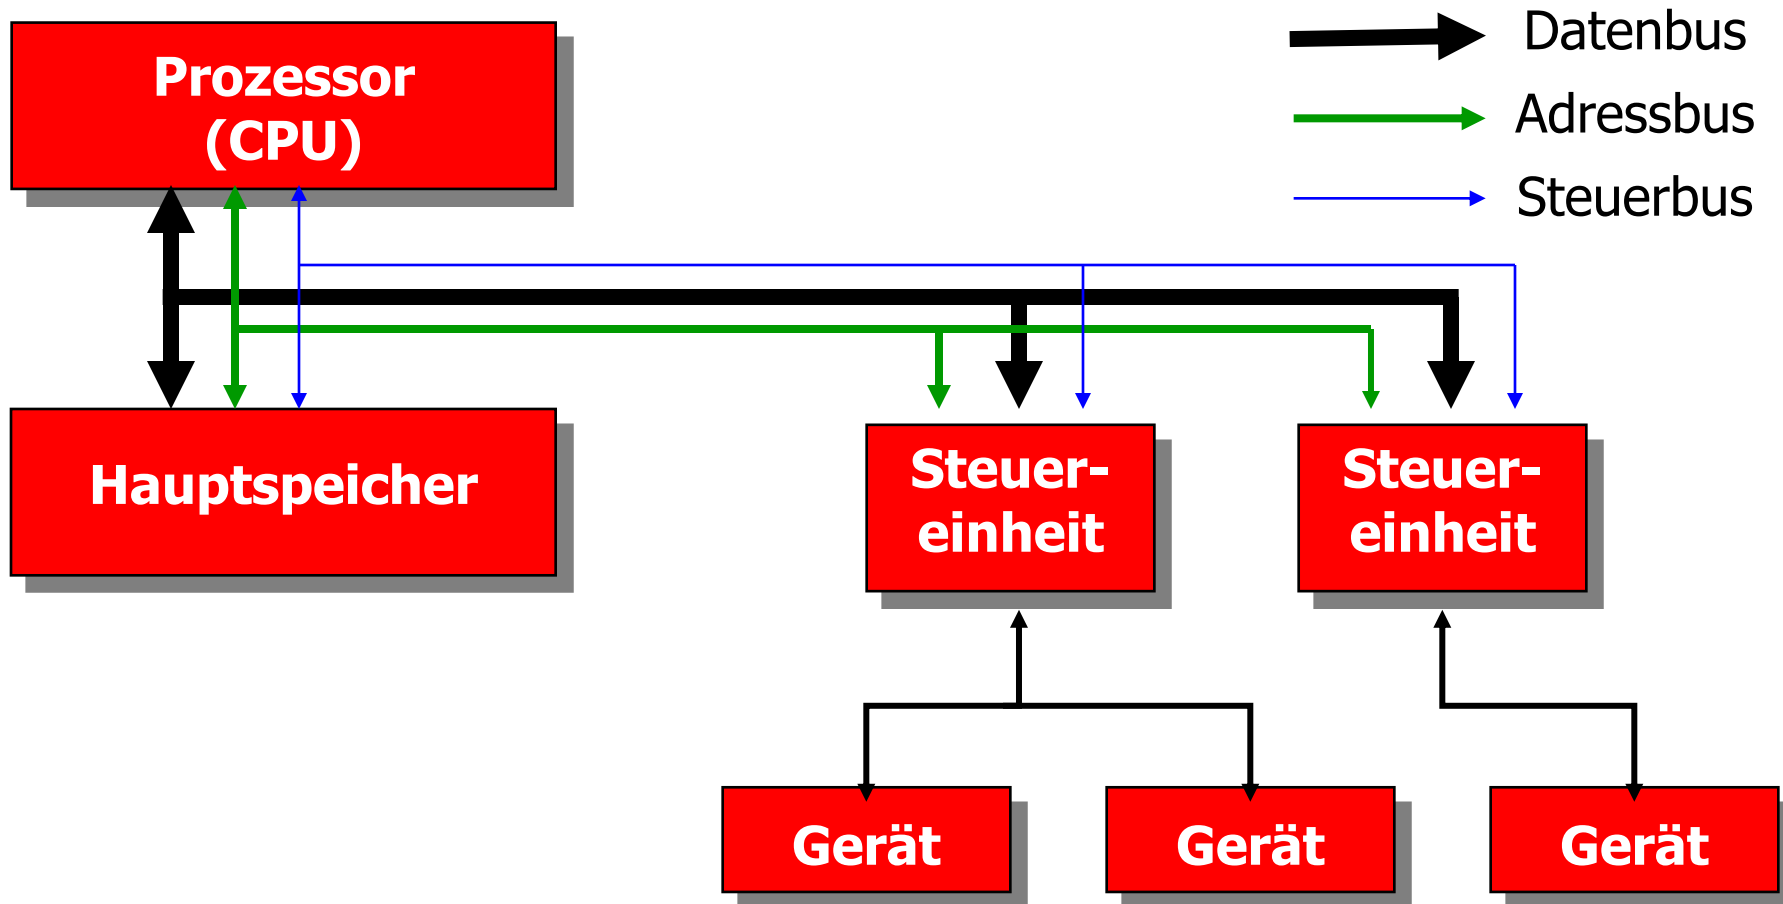 Prozessor
(CPU)
Datenbus
Adressbus
Steuerbus
Hauptspeicher
Steuer-
einheit
Steuer-
einheit
Gerät
Gerät
Gerät